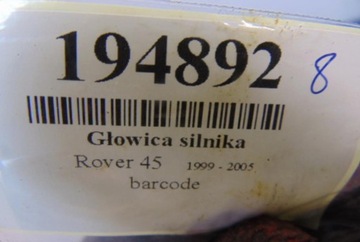 194892 8
Głowica silnika
Rover 45 1999 - 2005
barcode